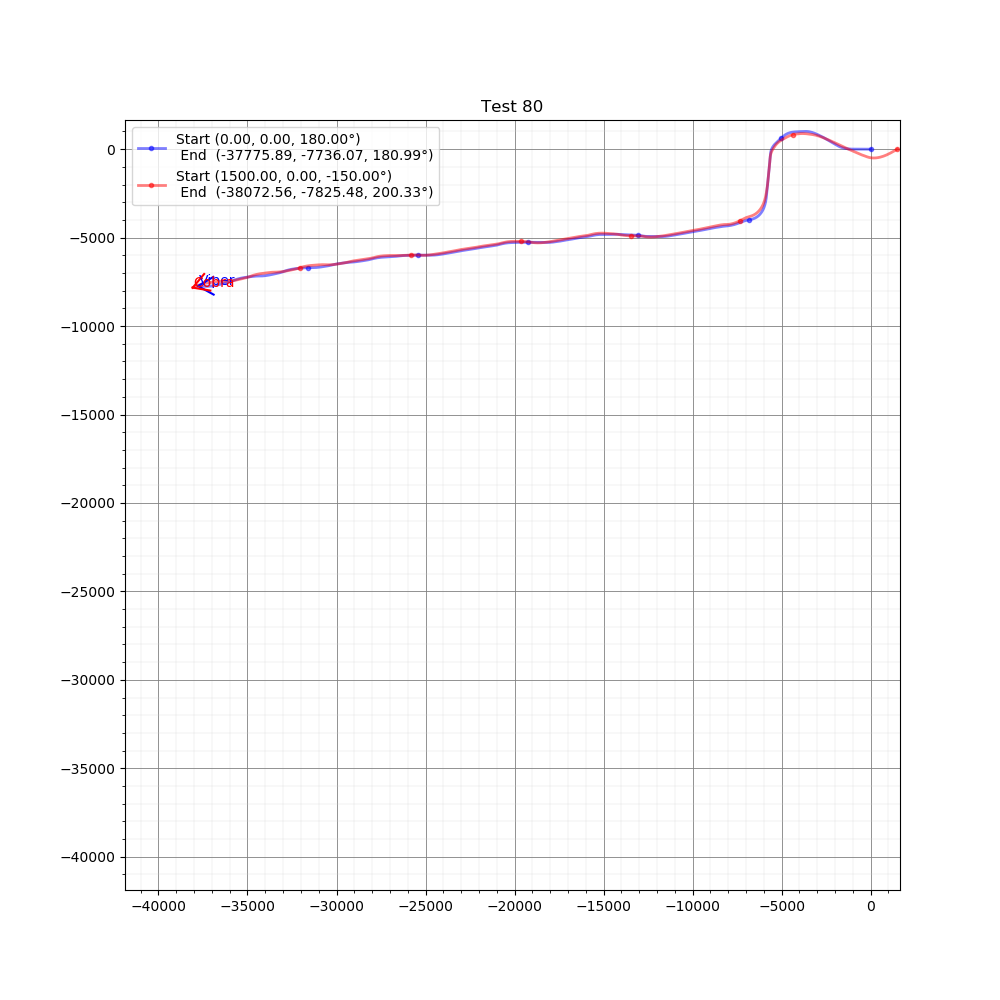 Test 80
Start (0.00, 0.00, 180.00°)
End (-37775.89, -7736.07, 180.99°)
Start (1500.00, 0.00, -150.00°)
End (-38072.56, -7825.48, 200.33°)
0
−5000
−10000
−15000
−20000
−25000
−30000
−35000
−40000
−40000 −35000 −30000 −25000 −20000 −15000 −10000 −5000 0